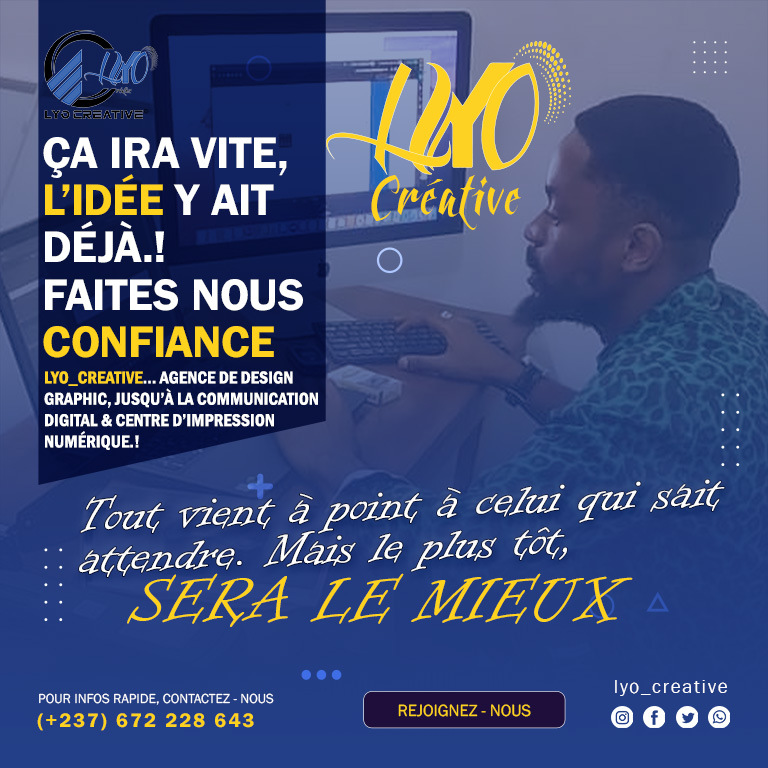 LYO
LYO CREATIVE
LYO
Créative
ÇA IRA VITE,
L'IDÉE Y AIT
DÉJÀ.!
FAITES NOUS
CONFIANCE
LYO_CREATIVE... AGENCE DE DESIGN
GRAPHIC, JUSQU'À LA COMMUNICATION
DIGITAL & CENTRE D'IMPRESSION
NUMÉRIQUE.!
Tout vient à point à celui qui sait
attendre. Mais le plus tôt,
SERA LE MIEUX
POUR INFOS RAPIDE, CONTACTEZ - NOUS
(+237) 672 228 643
REJOIGNEZ - NOUS
lyo_creative